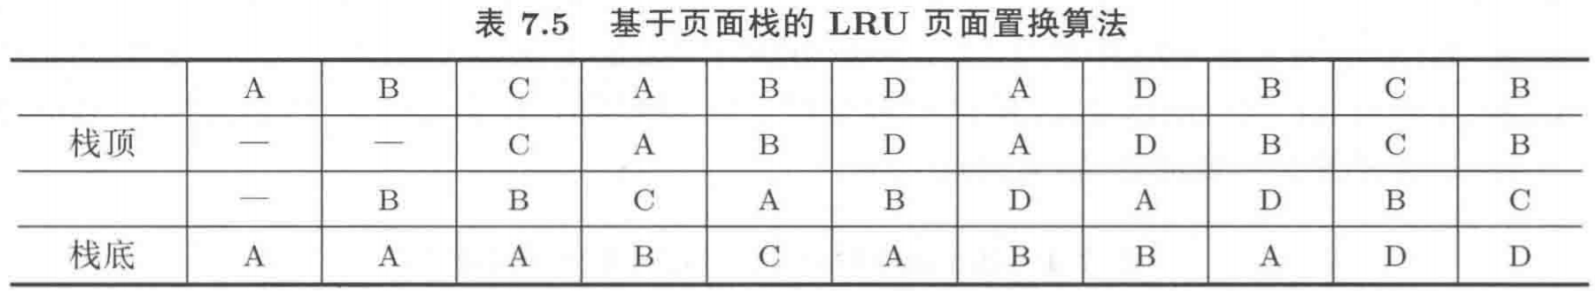 表 7.5 基于页面栈的 LRU 页面置换算法
A B C A B D A D B C B
栈顶 — — C A B D A D B C B
— B B C A B D A D B C
栈底 A A A B C A B B A D D